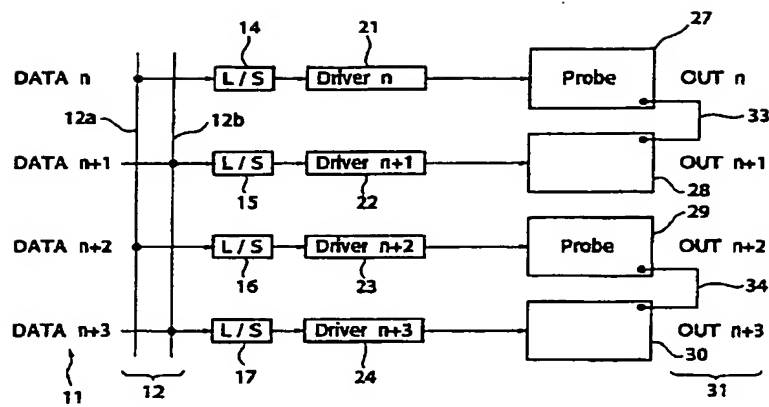 14 21 27
DATA n L / S Driver n Probe OUT n
12a 12b 33
DATA n+1 L / S Driver n+1 OUT n+1
15 22 28
29
DATA n+2 L / S Driver n+2 Probe OUT n+2
16 23 34
DATA n+3 L / S Driver n+3 OUT n+3
30
11 12 17 24 31